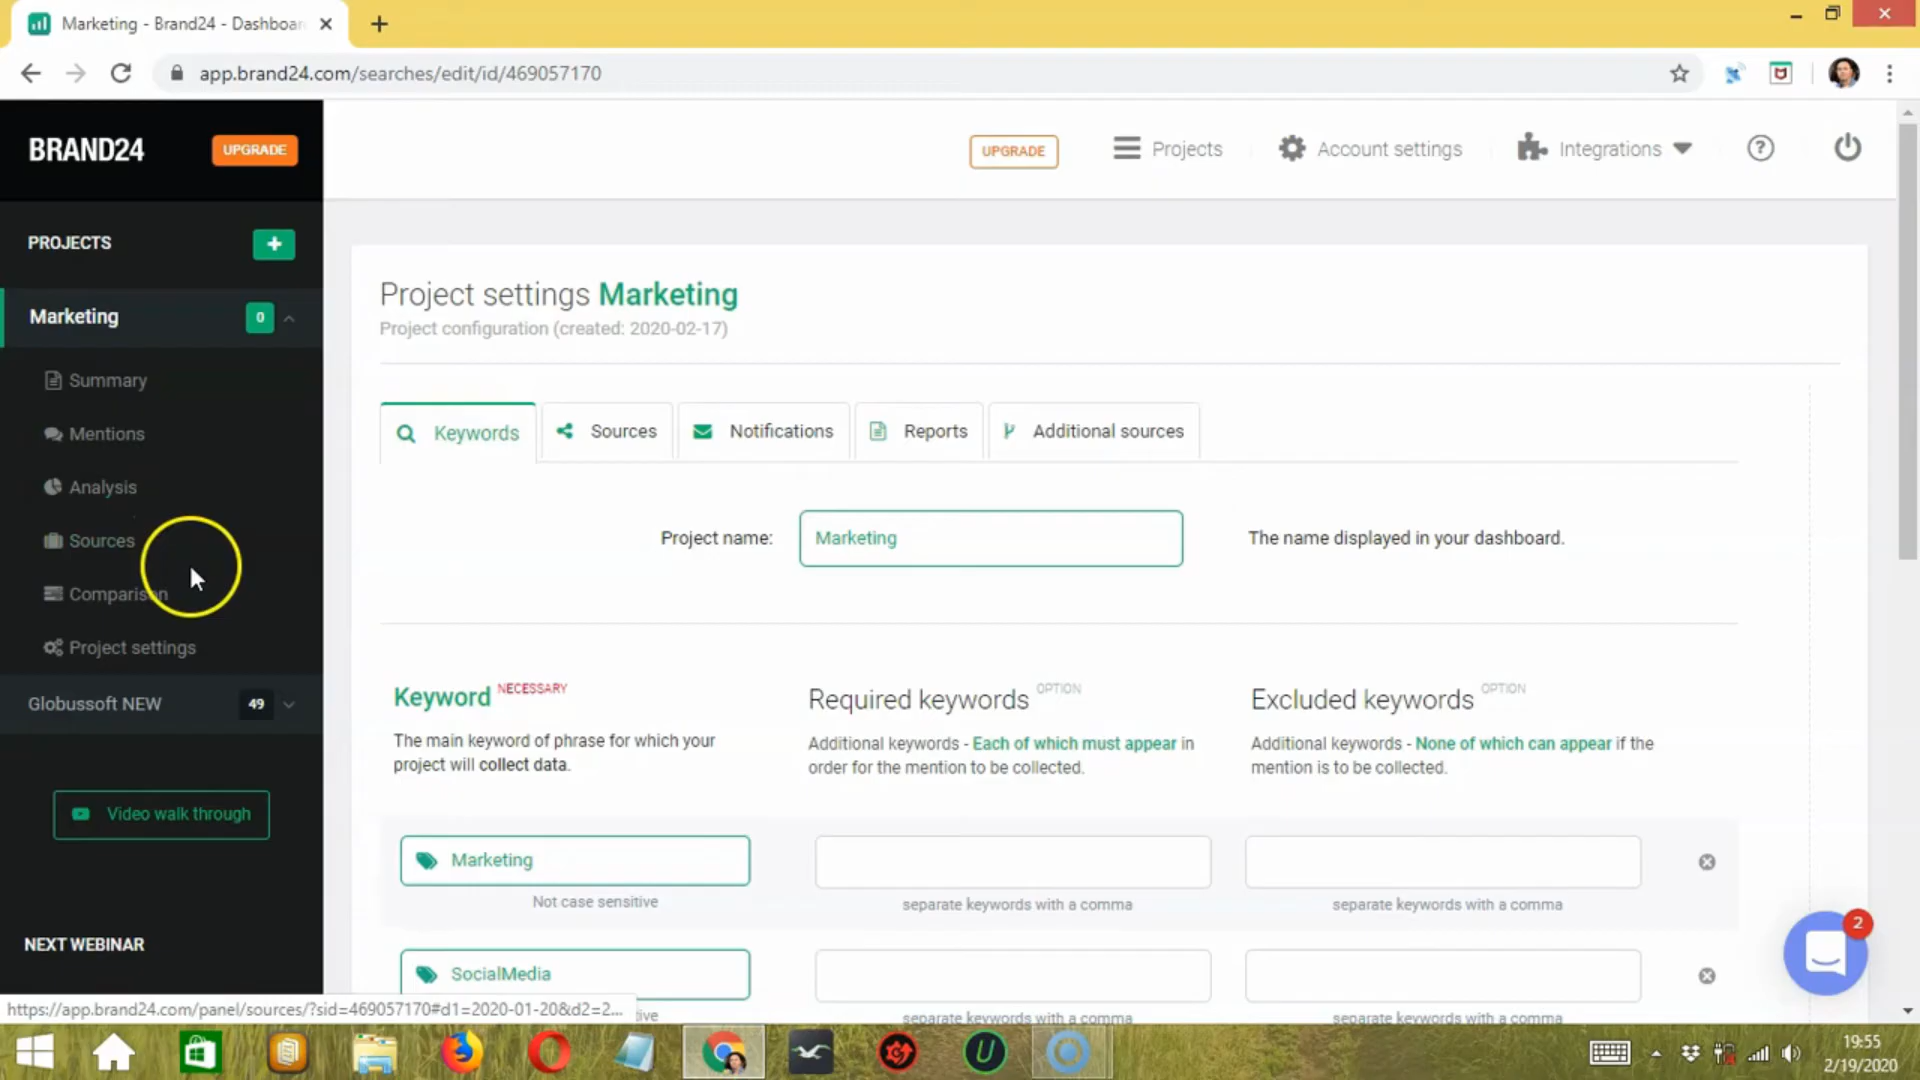 Marketing - Brand24 - Dashboar
app.brand24.com/searches/edit/id/469057170
BRAND24
UPGRADE
UPGRADE
Projects
Account settings
Integrations
PROJECTS
Marketing
0
Summary
Mentions
Analysis
Sources
Comparison
Project settings
Globussoft NEW
49
Video walk through
NEXT WEBINAR
Project settings Marketing
Project configuration (created: 2020-02-17)
Keywords
Sources
Notifications
Reports
Additional sources
Project name:
Marketing
The name displayed in your dashboard.
Keyword NECESSARY
The main keyword of phrase for which your
project will collect data.
Required keywords OPTION
Additional keywords - Each of which must appear in
order for the mention to be collected.
Excluded keywords OPTION
Additional keywords - None of which can appear if the
mention is to be collected.
Marketing
Not case sensitive
separate keywords with a comma
separate keywords with a comma
SocialMedia
separate keywords with a comma
separate keywords with a comma
2
https://app.brand24.com/panel/sources/?sid=469057170#d1=2020-01-20&d2=2...
19:55
2/19/2020